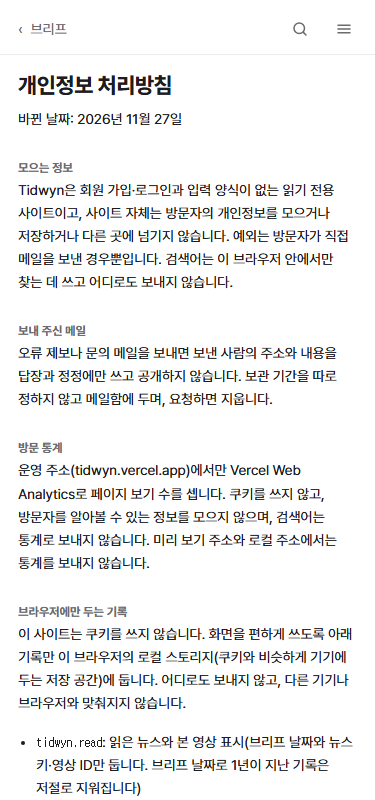 ‹ 브리프
개인정보 처리방침
바뀐 날짜: 2026년 11월 27일
모으는 정보
Tidwyn은 회원 가입·로그인과 입력 양식이 없는 읽기 전용
사이트이고, 사이트 자체는 방문자의 개인정보를 모으거나
저장하거나 다른 곳에 넘기지 않습니다. 예외는 방문자가 직접
메일을 보낸 경우뿐입니다. 검색어는 이 브라우저 안에서만
찾는 데 쓰고 어디로도 보내지 않습니다.
보내 주신 메일
오류 제보나 문의 메일을 보내면 보낸 사람의 주소와 내용을
답장과 정정에만 쓰고 공개하지 않습니다. 보관 기간을 따로
정하지 않고 메일함에 두며, 요청하면 지웁니다.
방문 통계
운영 주소(tidwyn.vercel.app)에서만 Vercel Web
Analytics로 페이지 보기 수를 셉니다. 쿠키를 쓰지 않고,
방문자를 알아볼 수 있는 정보를 모으지 않으며, 검색어는
통계로 보내지 않습니다. 미리 보기 주소와 로컬 주소에서는
통계를 보내지 않습니다.
브라우저에만 두는 기록
이 사이트는 쿠키를 쓰지 않습니다. 화면을 편하게 쓰도록 아래
기록만 이 브라우저의 로컬 스토리지(쿠키와 비슷하게 기기에
두는 저장 공간)에 둡니다. 어디로도 보내지 않고, 다른 기기나
브라우저와 맞춰지지 않습니다.
• tidwyn.read: 읽은 뉴스와 본 영상 표시(브리프 날짜와 뉴스
키·영상 ID만 둡니다. 브리프 날짜로 1년이 지난 기록은
저절로 지워집니다)